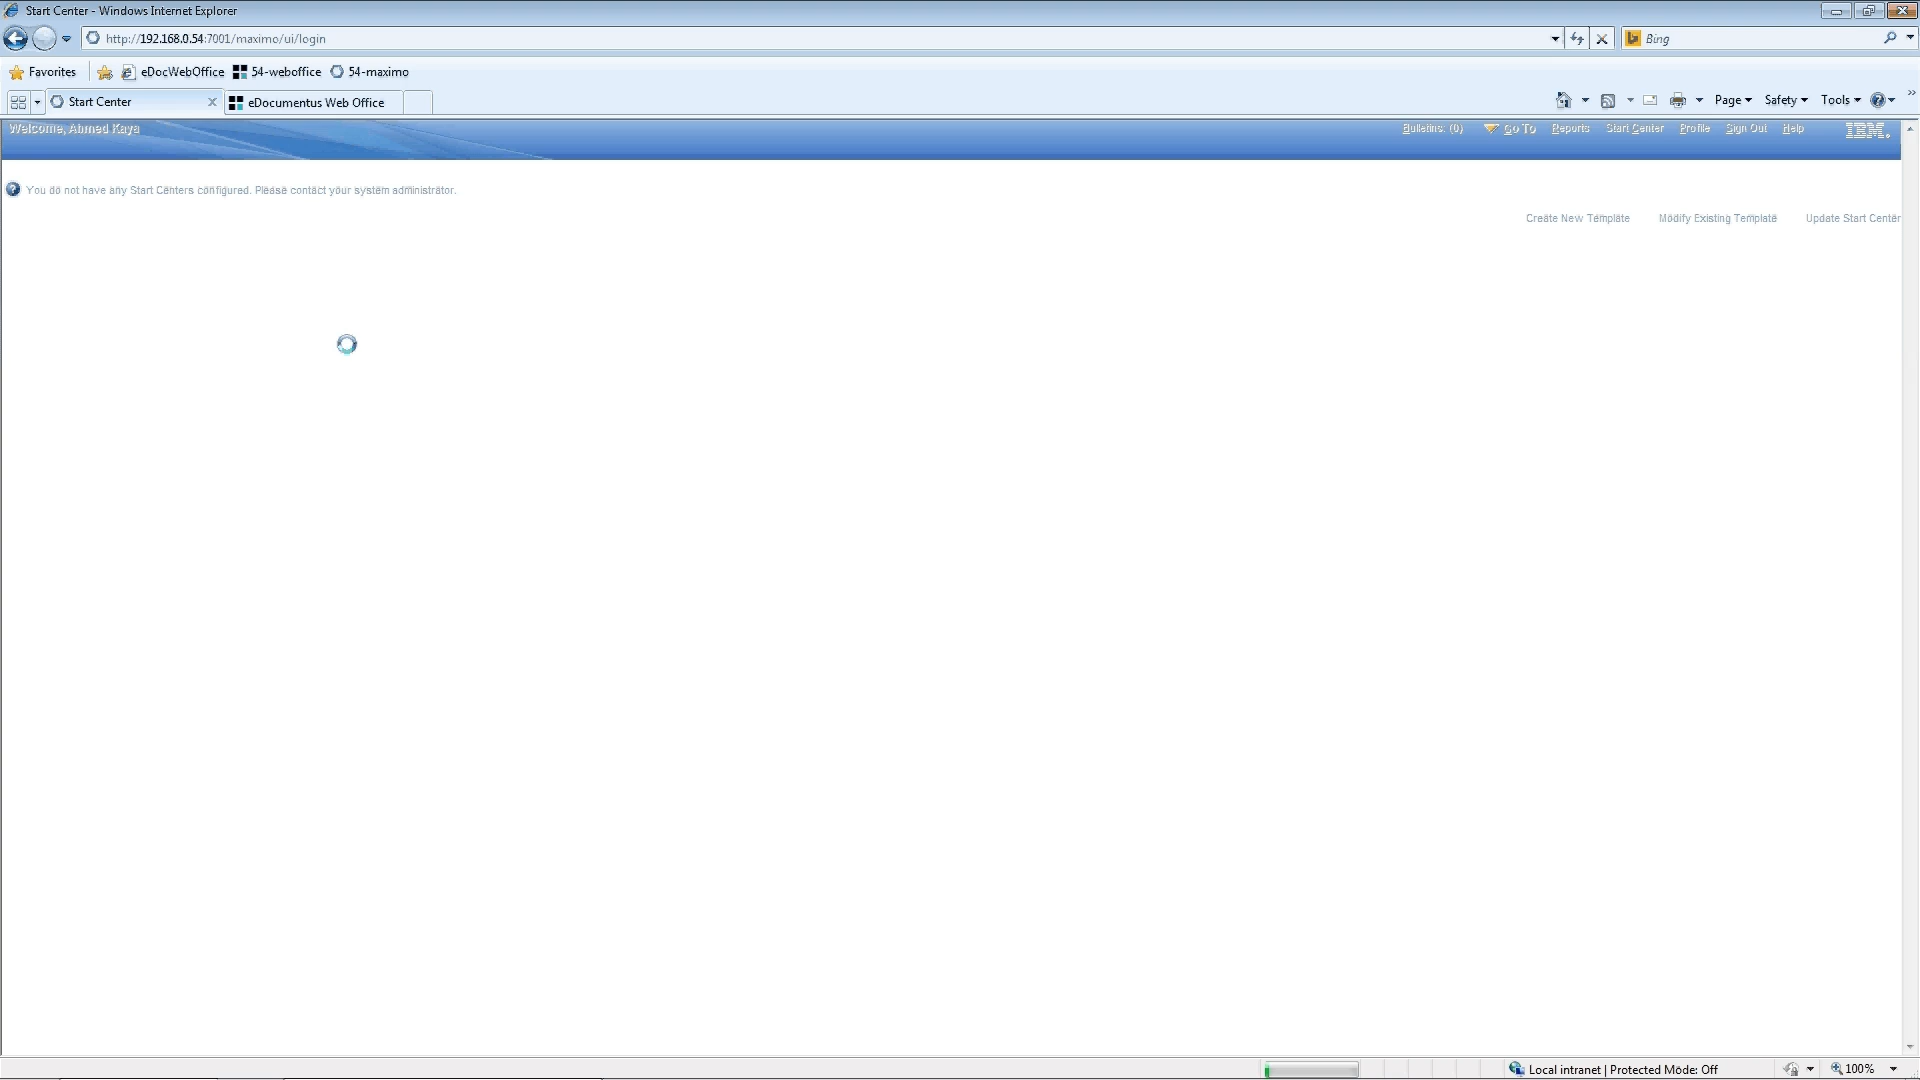 Start Center - Windows Internet Explorer
http://192.168.0.54:7001/maximo/ui/login
Bing
Favorites
eDocWebOffice
54-weboffice
54-maximo
Start Center
eDocumentus Web Office
Page
Safety
Tools
Welcome, Ahmed Kaya
Bulletins: (0)
Go To
Reports
Start Center
Profile
Sign Out
Help
IBM.
You do not have any Start Centers configured. Please contact your system administrator.
Create New Template
Modify Existing Template
Update Start Center
Local intranet | Protected Mode: Off
100%